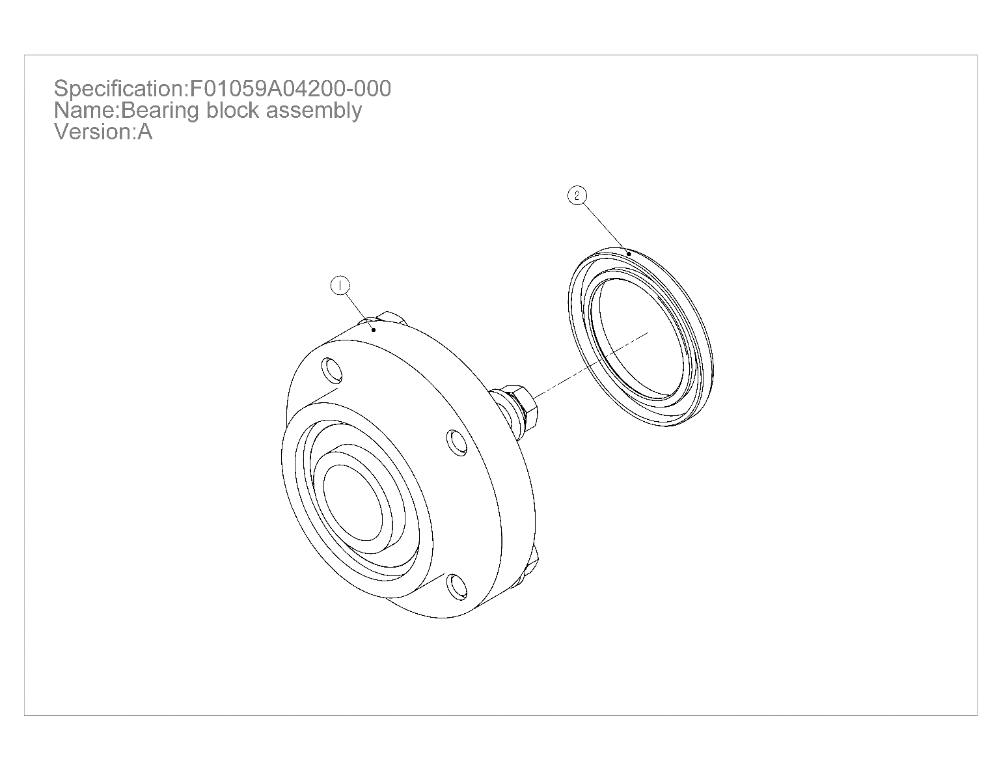 Specification:F01059A04200-000
Name:Bearing block assembly
Version:A
2
1